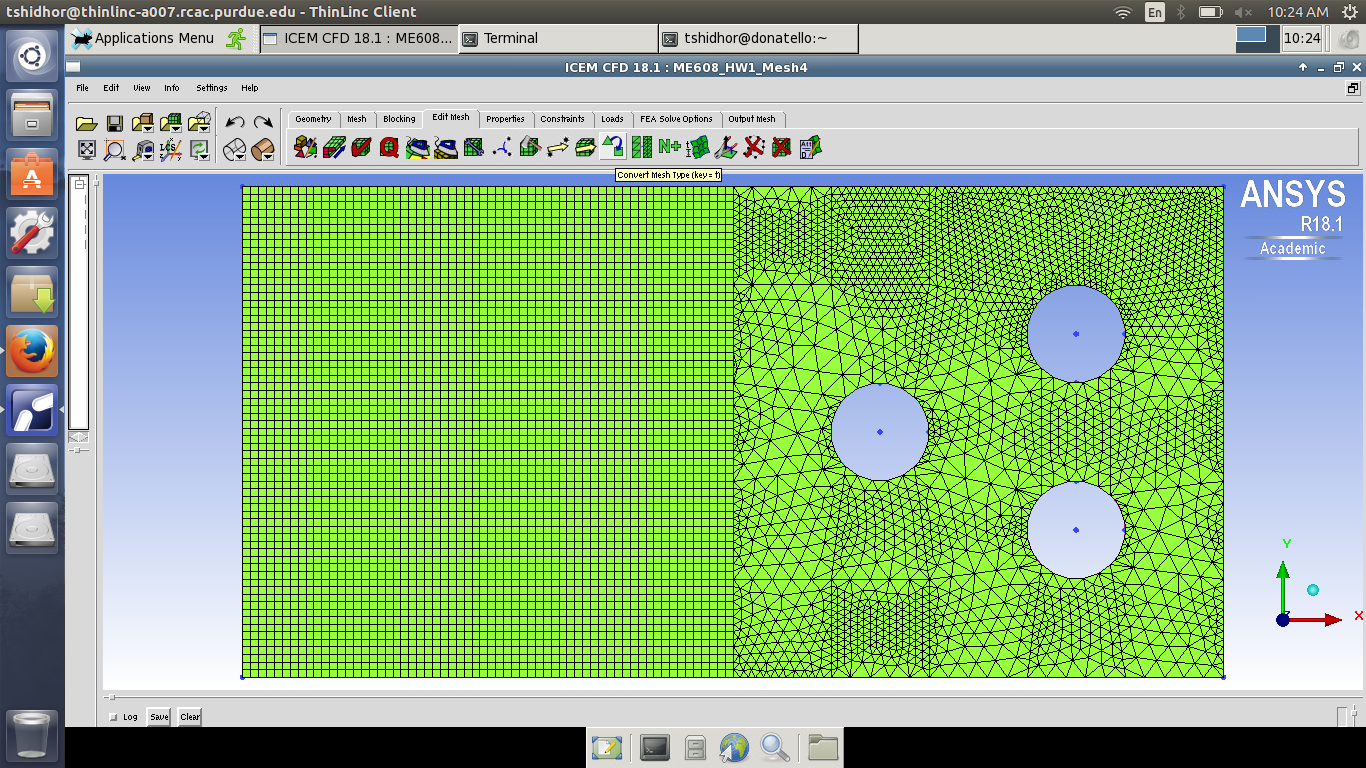 tshidhor@thinlinc-a007.rcac.purdue.edu - ThinLinc Client
En
10:24 AM
Applications Menu
ICEM CFD 18.1 : ME608...
Terminal
tshidhor@donatello:~
10:24
ICEM CFD 18.1 : ME608_HW1_Mesh4
File Edit View Info Settings Help
Geometry Mesh Blocking Edit Mesh Properties Constraints Loads FEA Solve Options Output Mesh
LCS
N+
Convert Mesh Type (key = f)
ANSYS
R18.1
Academic
Y
X
Log Save Clear